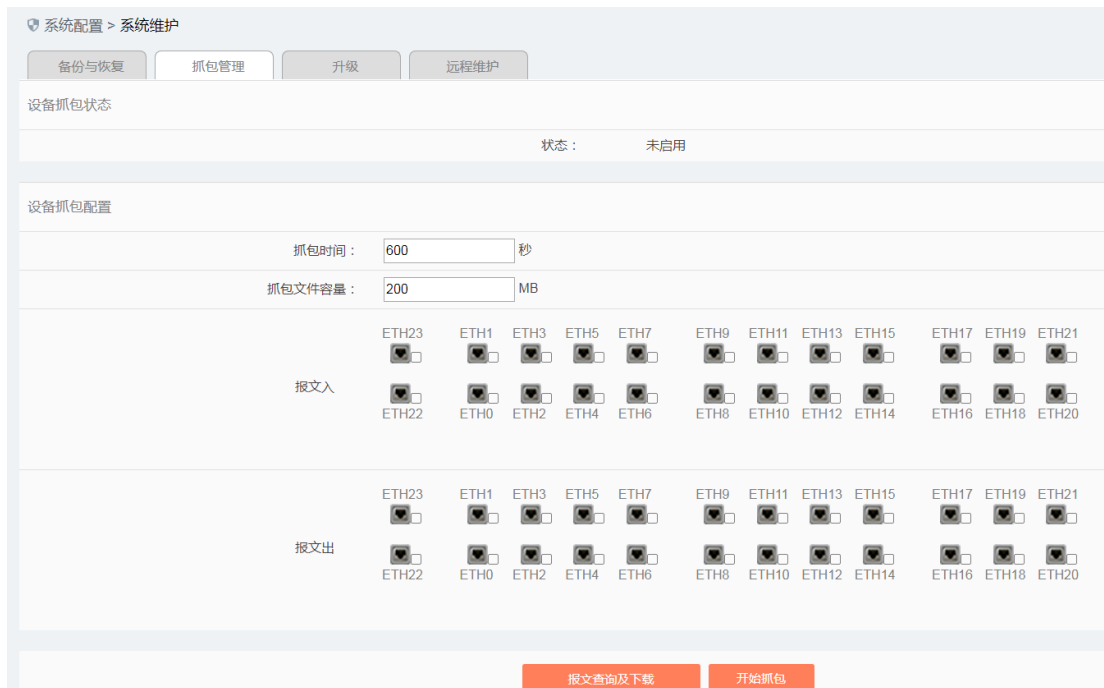 系统配置 > 系统维护
备份与恢复 抓包管理 升级 远程维护
设备抓包状态
状态： 未启用
设备抓包配置
抓包时间： 600 秒
抓包文件容量： 200 MB
ETH23 ETH1 ETH3 ETH5 ETH7 ETH9 ETH11 ETH13 ETH15 ETH17 ETH19 ETH21
报文入
ETH22 ETH0 ETH2 ETH4 ETH6 ETH8 ETH10 ETH12 ETH14 ETH16 ETH18 ETH20
ETH23 ETH1 ETH3 ETH5 ETH7 ETH9 ETH11 ETH13 ETH15 ETH17 ETH19 ETH21
报文出
ETH22 ETH0 ETH2 ETH4 ETH6 ETH8 ETH10 ETH12 ETH14 ETH16 ETH18 ETH20
报文查询及下载 开始抓包